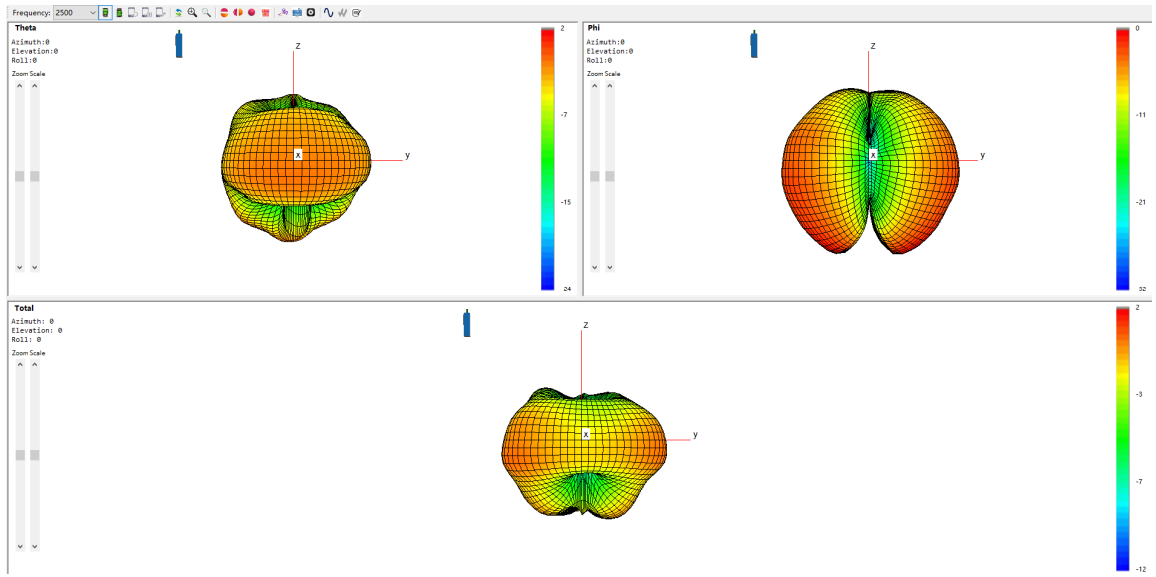 Frequency: 2500
Theta
Azimuth:0
Elevation:0
Roll:0
Zoom Scale
z
y
x
2
-7
-15
-24
Phi
Azimuth:0
Elevation:0
Roll:0
Zoom Scale
z
y
x
0
-11
-21
-32
Total
Azimuth: 0
Elevation: 0
Roll: 0
Zoom Scale
z
y
x
2
-3
-7
-12